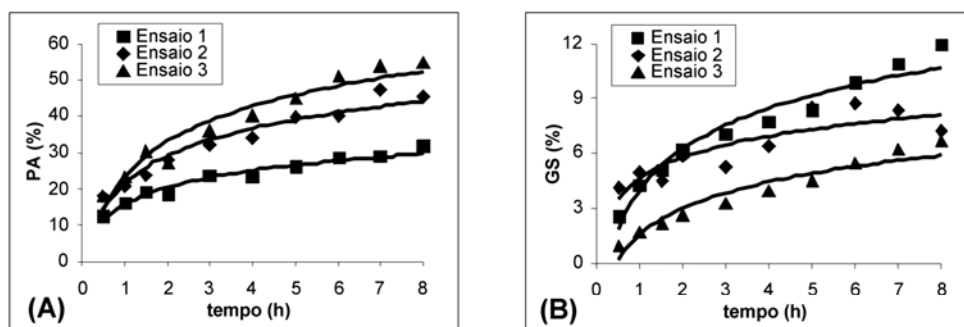 Ensaio 1
Ensaio 2
Ensaio 3
60
50
40
30
20
10
0
PA (%)
0 1 2 3 4 5 6 7 8
tempo (h)
(A)
Ensaio 1
Ensaio 2
Ensaio 3
12
9
6
3
0
GS (%)
0 1 2 3 4 5 6 7 8
tempo (h)
(B)